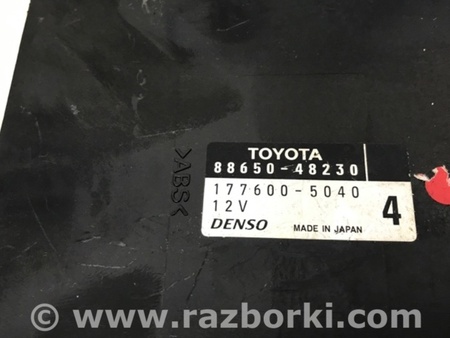 TOYOTA
88650-48230
177600-5040
12V
4
DENSO
MADE IN JAPAN
>ABS<
© www.razborki.com